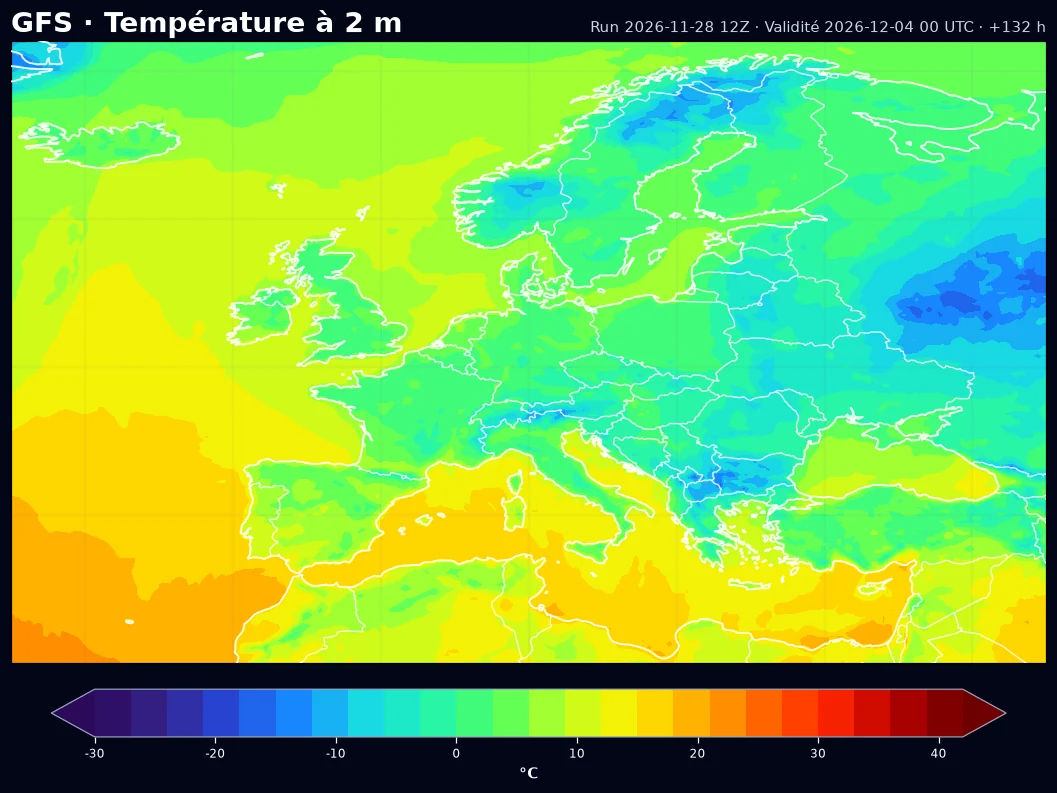 GFS · Température à 2 m
Run 2026-11-28 12Z · Validité 2026-12-04 00 UTC · +132 h
-30 -20 -10 0 10 20 30 40
°C